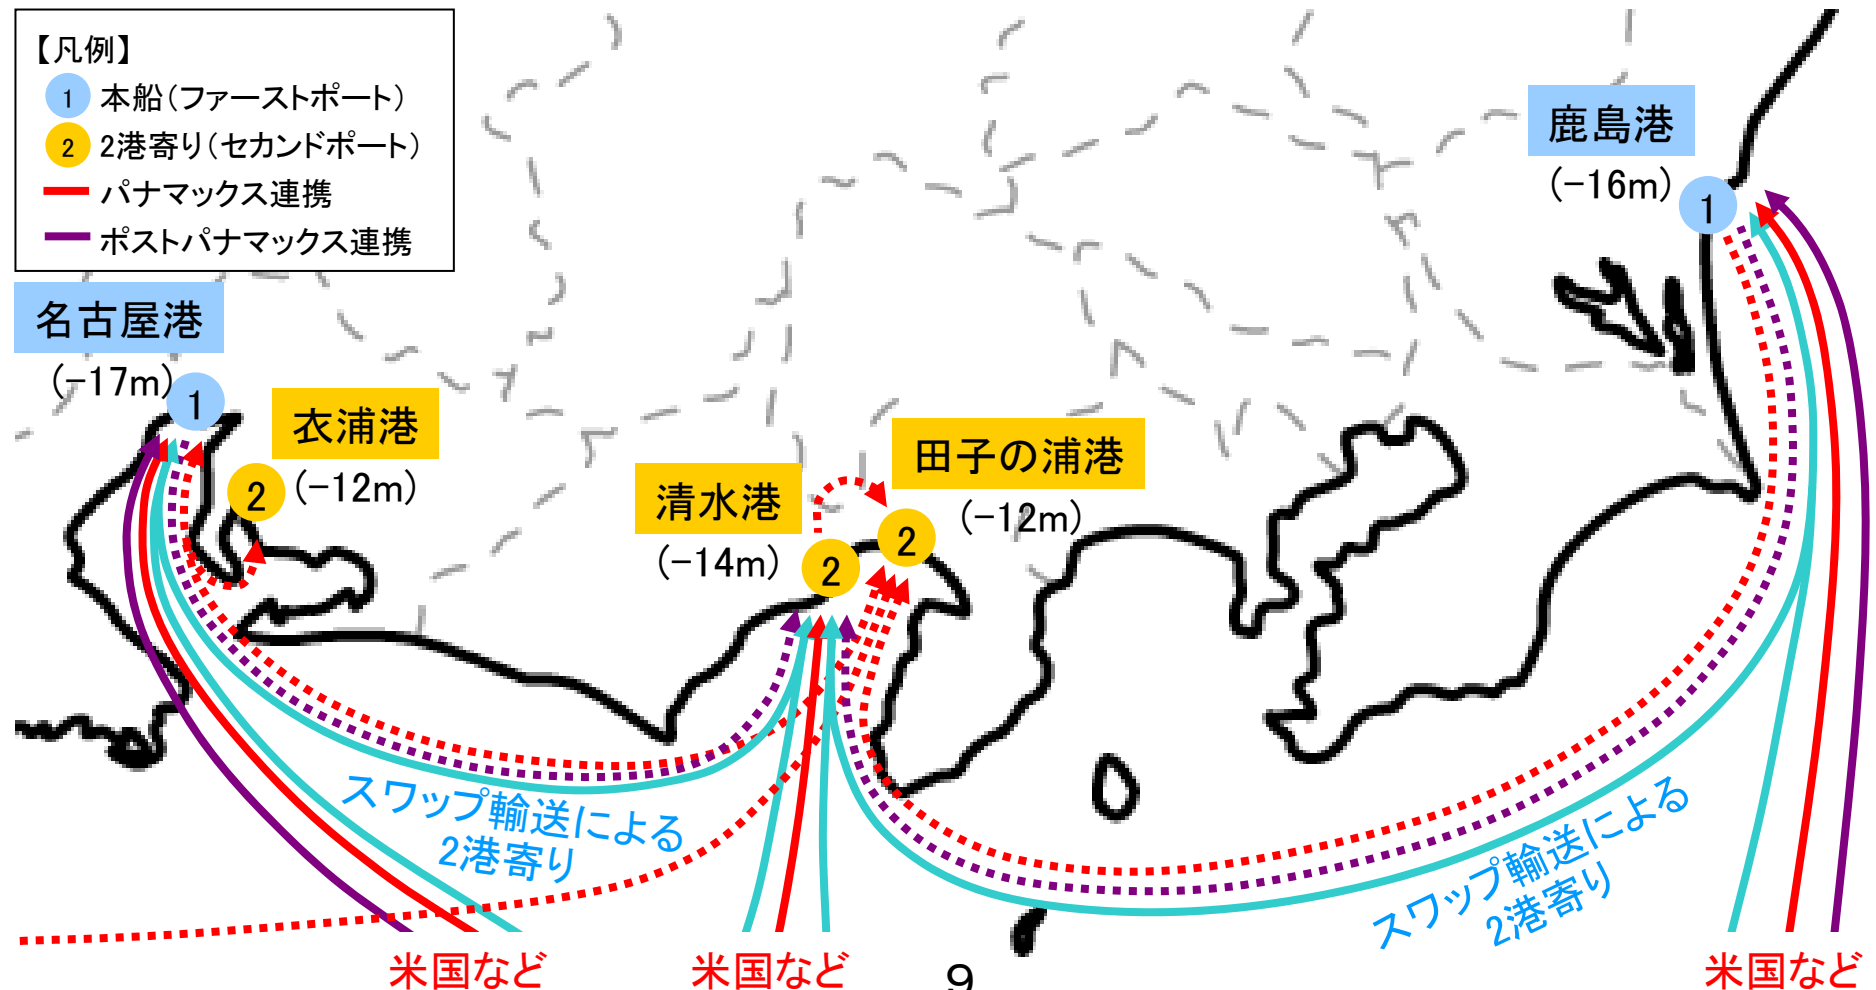 【凡例】
1 本船(ファーストポート)
2 2港寄り(セカンドポート)
パナマックス連携
ポストパナマックス連携
鹿島港
(-16m)
1
名古屋港
(-17m)
1
衣浦港
2 (-12m)
清水港
(-14m)
2
田子の浦港
(-12m)
2
スワップ輸送による
2港寄り
スワップ輸送による
2港寄り
米国など
米国など
9
米国など